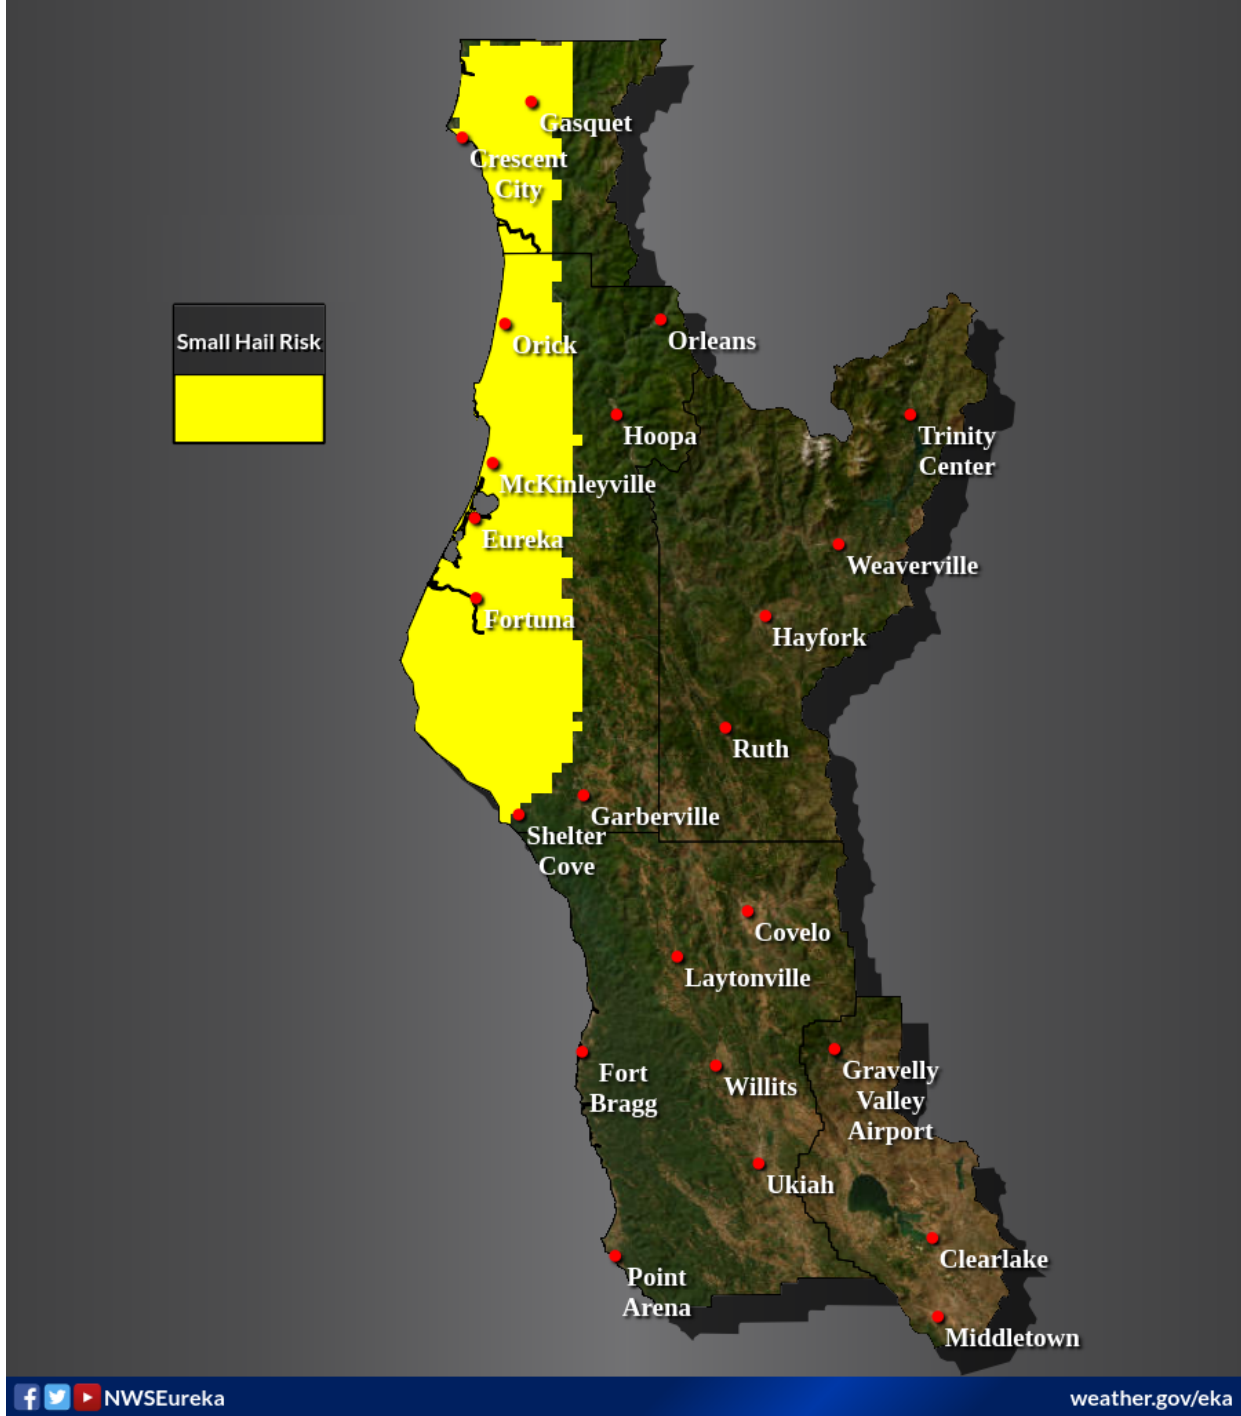 Gasquet
Crescent
City
Small Hail Risk
Orick
Orleans
Hoopa
Trinity
Center
McKinleyville
Eureka
Weaverville
Fortuna
Hayfork
Ruth
Garberville
Shelter
Cove
Covelo
Laytonville
Fort
Bragg
Willits
Gravelly
Valley
Airport
Ukiah
Clearlake
Point
Arena
Middletown
NWSEureka
weather.gov/eka